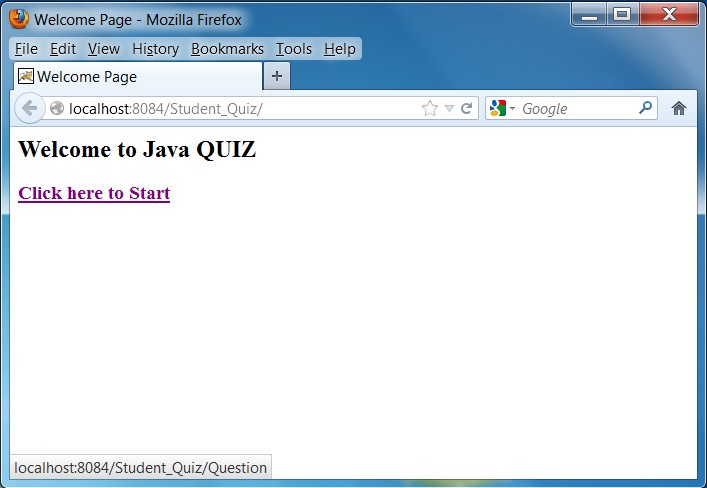 Welcome Page - Mozilla Firefox
File Edit View History Bookmarks Tools Help
Welcome Page +
localhost:8084/Student_Quiz/ Google
Welcome to Java QUIZ
Click here to Start
localhost:8084/Student_Quiz/Question